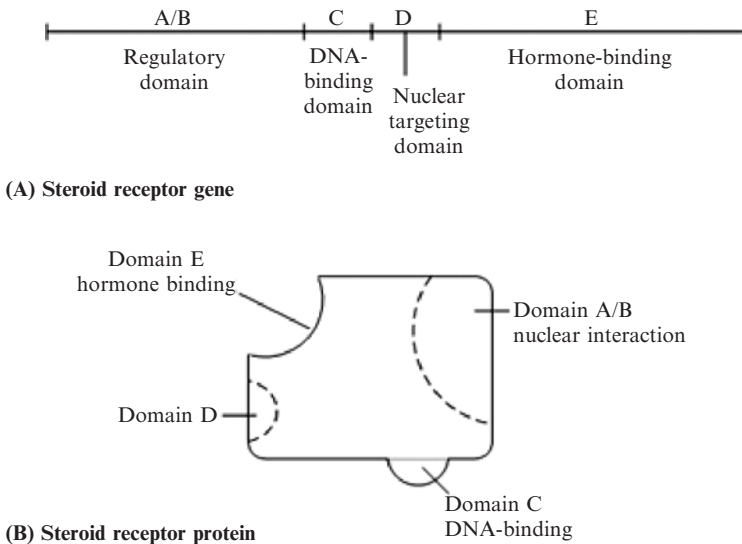 A/B C D E
Regulatory domain
DNA-binding domain
Nuclear targeting domain
Hormone-binding domain
(A) Steroid receptor gene
Domain E
hormone binding
Domain A/B
nuclear interaction
Domain D
Domain C
DNA-binding
(B) Steroid receptor protein